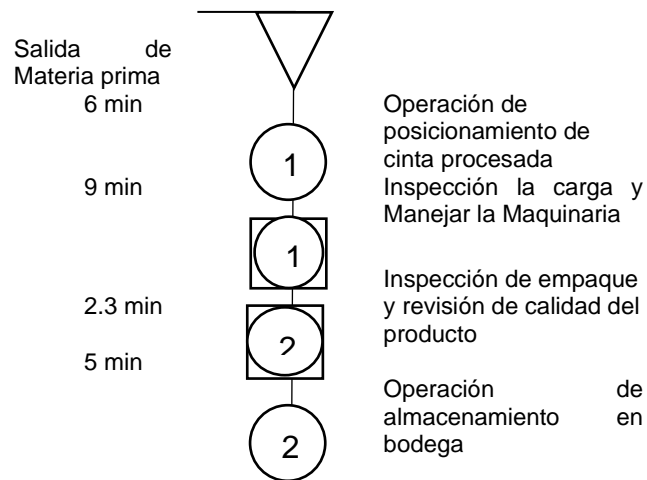 Salida de
Materia prima
6 min
Operación de
posicionamiento de
cinta procesada
1
9 min
Inspección la carga y
Manejar la Maquinaria
1
Inspección de empaque
y revisión de calidad del
producto
2.3 min
2
5 min
Operación de
almacenamiento en
bodega
2